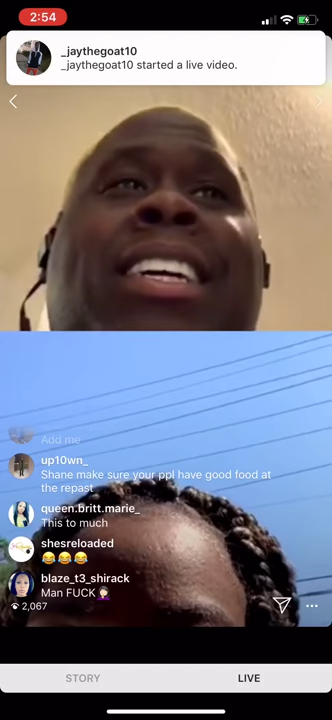 2:54
_jaythegoat10
_jaythegoat10 started a live video.
Add me
up10wn_
Shane make sure your ppl have good food at
the repast
queen.britt.marie_
This to much
shesreloaded
😂😂😂
blaze_t3_shirack
Man FUCK🤦🏻‍♀️
2,067
STORY
LIVE